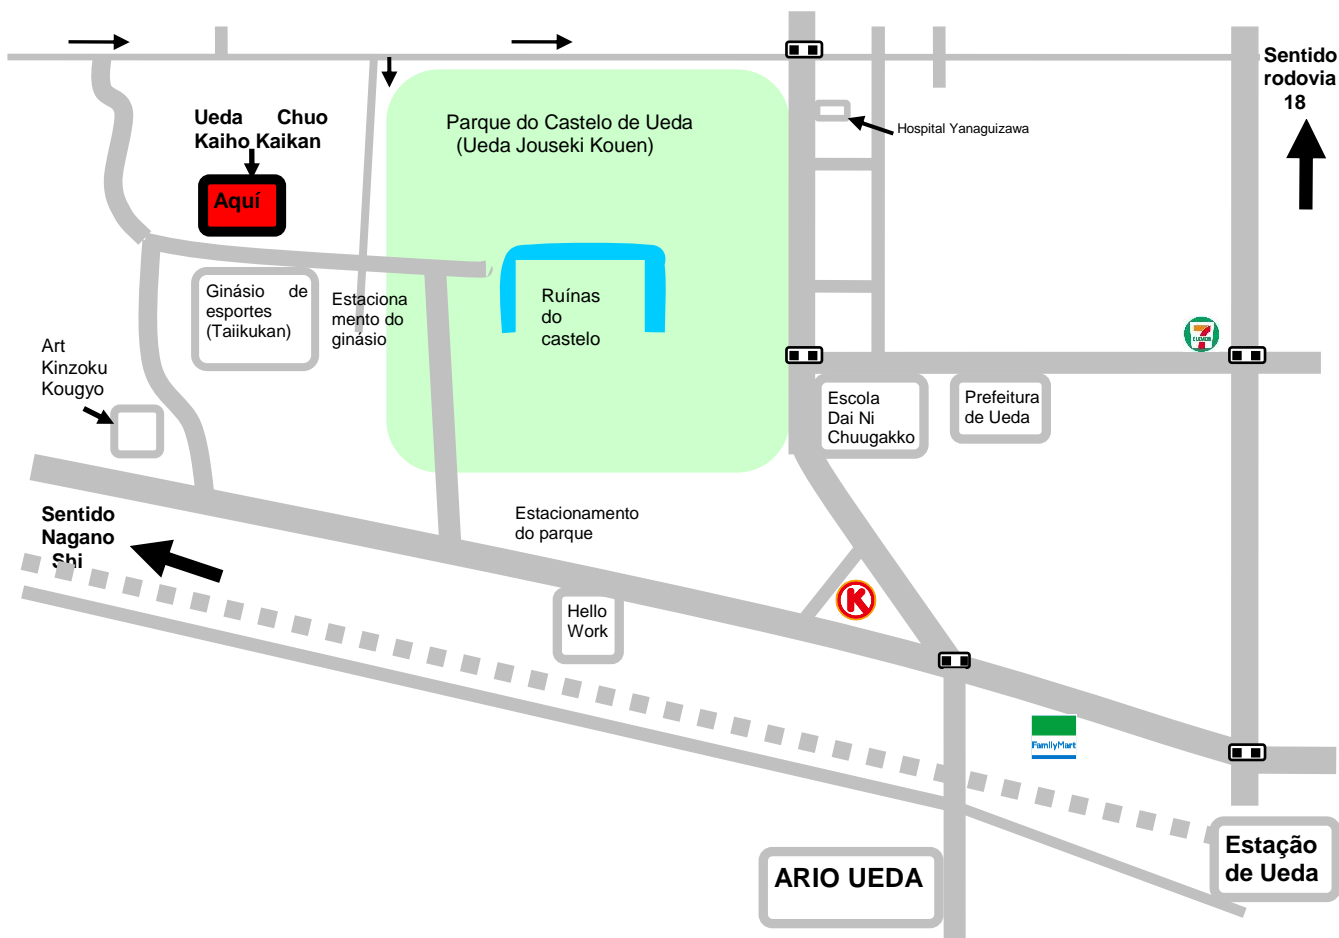 Sentido
rodovia
18
Ueda Chuo
Kaiho Kaikan
Aquí
Parque do Castelo de Ueda
(Ueda Jouseki Kouen)
Hospital Yanaguizawa
Ginásio de
esportes
(Taiikukan)
Estaciona
mento do
ginásio
Ruínas
do
castelo
7
Art
Kinzoku
Kougyo
Escola
Dai Ni
Chuugakko
Prefeitura
de Ueda
Sentido
Nagano
Shi
Estacionamento
do parque
K
Hello
Work
FamilyMart
ARIO UEDA
Estação
de Ueda